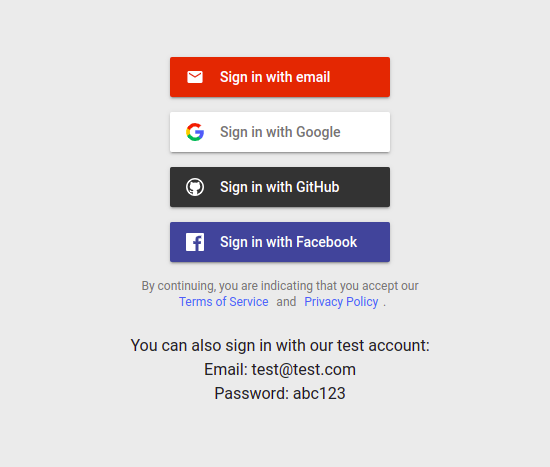 Sign in with email
Sign in with Google
Sign in with GitHub
Sign in with Facebook
By continuing, you are indicating that you accept our
Terms of Service and Privacy Policy .
You can also sign in with our test account:
Email: test@test.com
Password: abc123